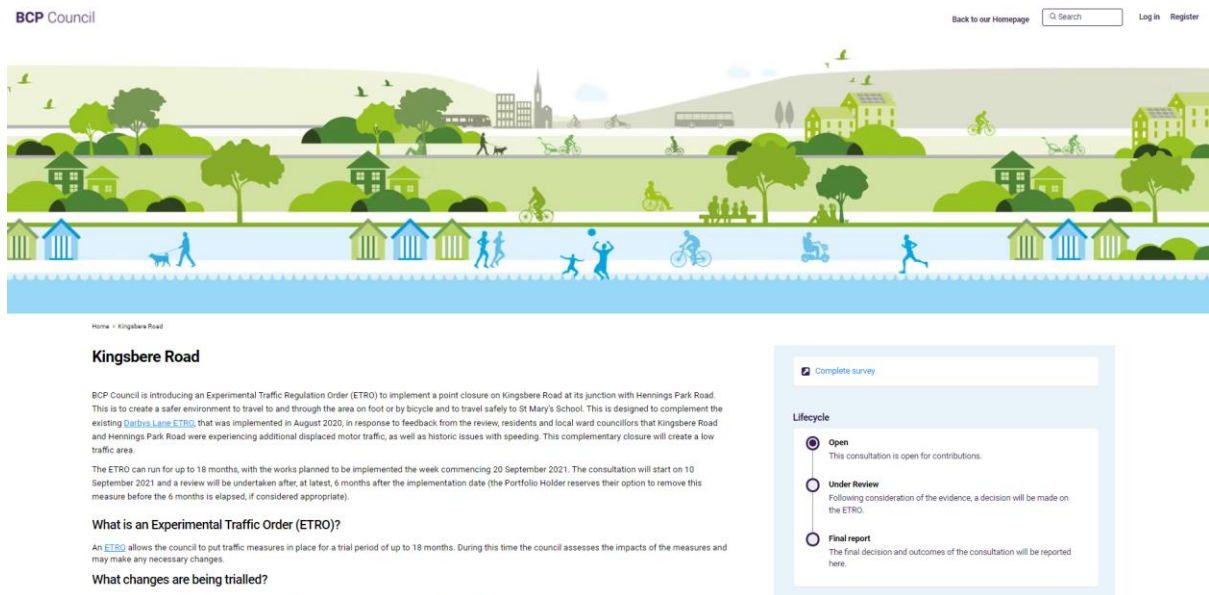 BCP Council
Back to our Homepage
Search
Log in
Register
Home > Kingsbere Road
Kingsbere Road
BCP Council is introducing an Experimental Traffic Regulation Order (ETRO) to implement a point closure on Kingsbere Road at its junction with Hennings Park Road.
This is to create a safer environment to travel to and through the area on foot or by bicycle and to travel safely to St Mary's School. This is designed to complement the
existing Darbys Lane ETRO, that was implemented in August 2020, in response to feedback from the review, residents and local ward councillors that Kingsbere Road
and Hennings Park Road were experiencing additional displaced motor traffic, as well as historic issues with speeding. This complementary closure will create a low
traffic area.
The ETRO can run for up to 18 months, with the works planned to be implemented the week commencing 20 September 2021. The consultation will start on 10
September 2021 and a review will be undertaken after, at latest, 6 months after the implementation date (the Portfolio Holder reserves their option to remove this
measure before the 6 months is elapsed, if considered appropriate).
What is an Experimental Traffic Order (ETRO)?
An ETRO allows the council to put traffic measures in place for a trial period of up to 18 months. During this time the council assesses the impacts of the measures and
may make any necessary changes.
What changes are being trialled?
Complete survey
Lifecycle
Open
This consultation is open for contributions.
Under Review
Following consideration of the evidence, a decision will be made on
the ETRO.
Final report
The final decision and outcomes of the consultation will be reported
here.